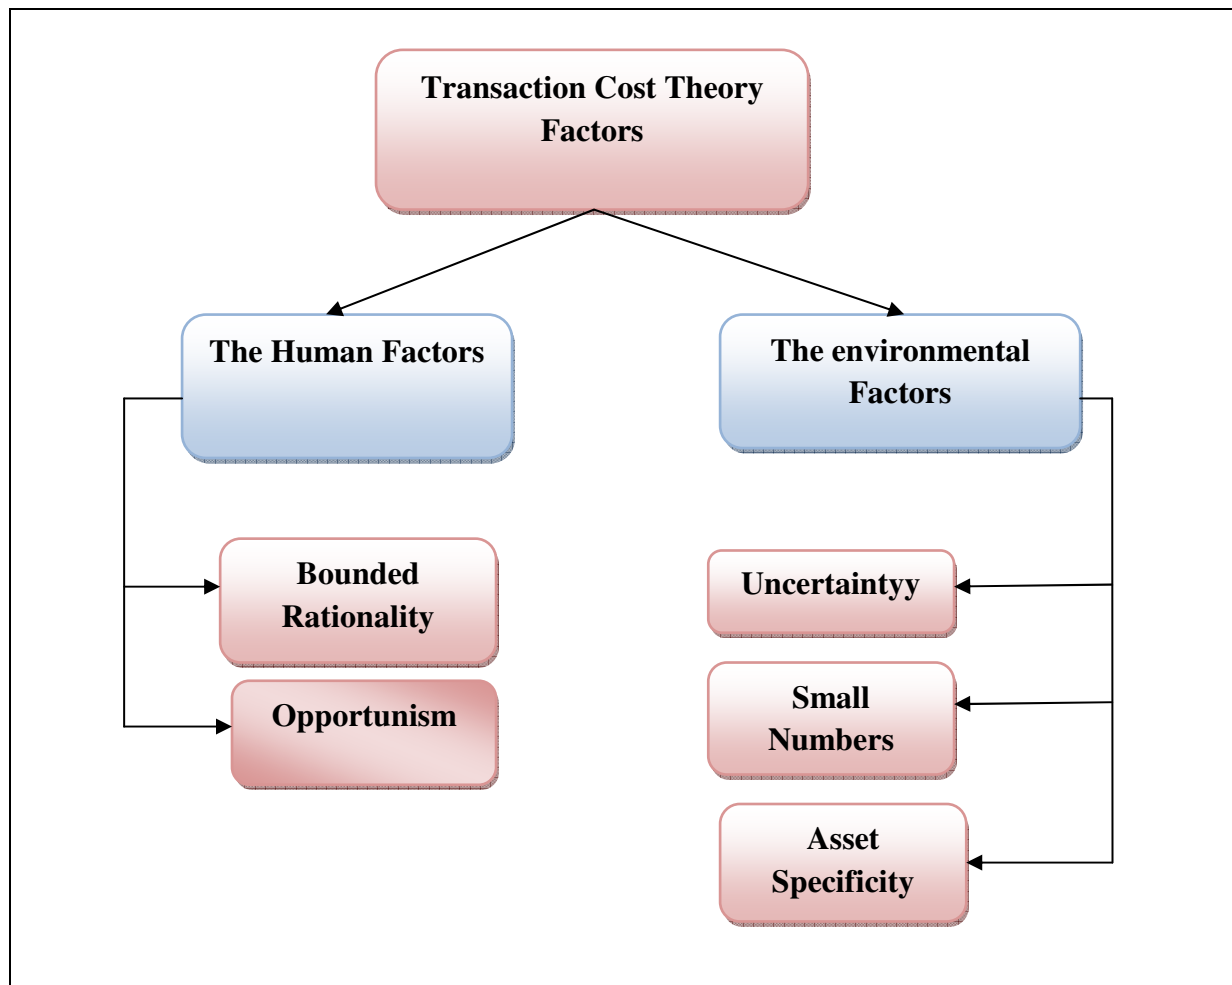 Transaction Cost Theory
Factors
The Human Factors
The environmental
Factors
Bounded
Rationality
Opportunism
Uncertaintyy
Small
Numbers
Asset
Specificity